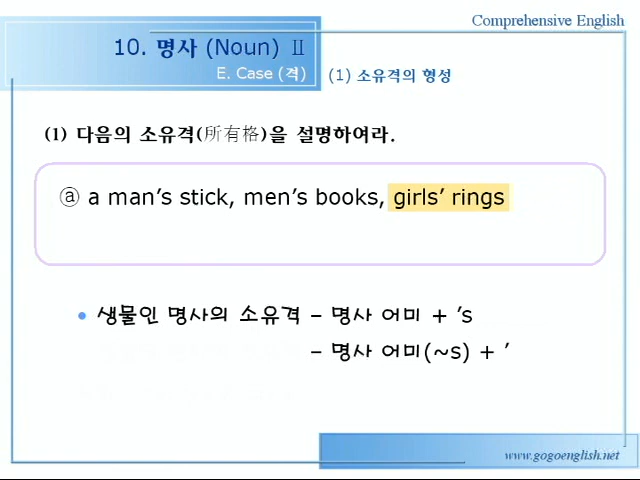 Comprehensive English
10. 명사 (Noun) Ⅱ
E. Case (격)
(1) 소유격의 형성
(1) 다음의 소유격(所有格)을 설명하여라.
ⓐ a man’s stick, men’s books, girls’ rings
• 생물인 명사의 소유격 – 명사 어미 + ’s
– 명사 어미(~s) + ’
www.gogoenglish.net